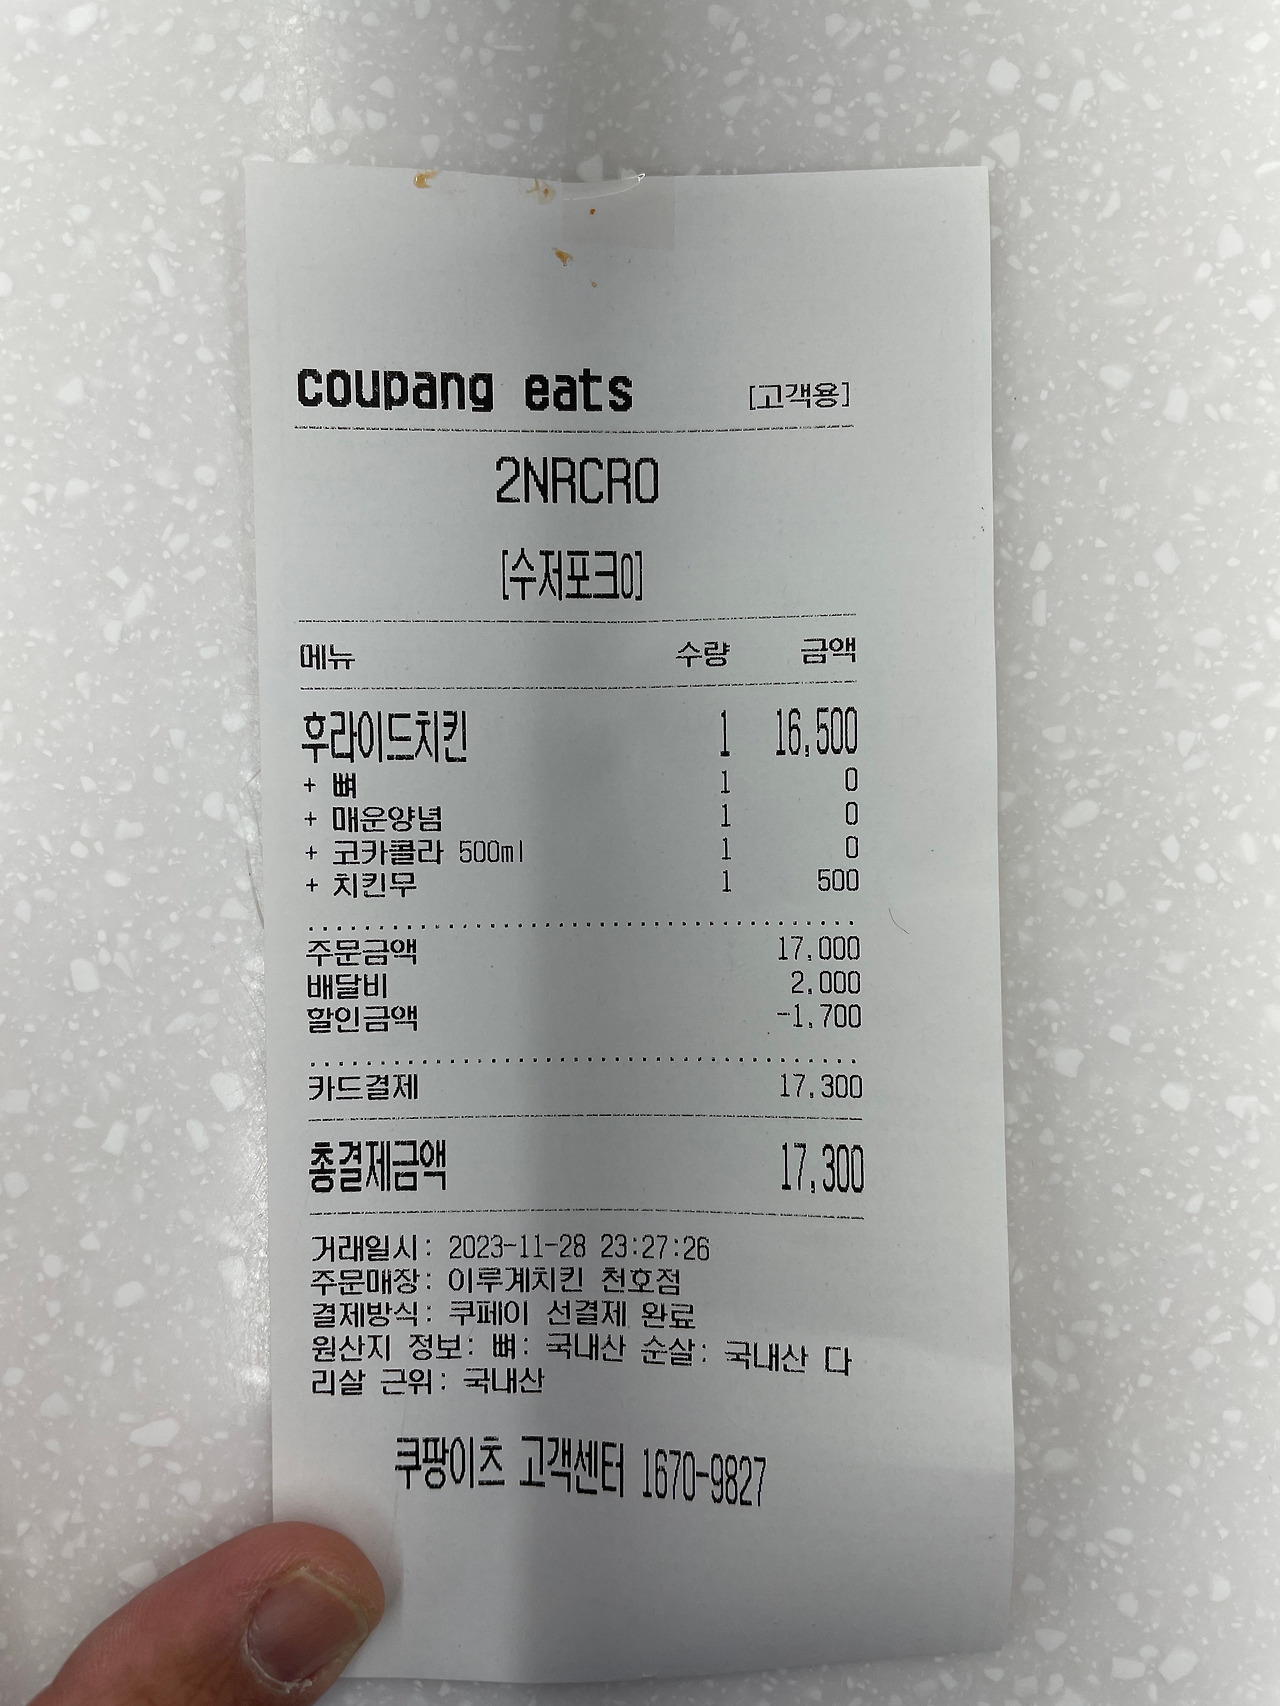 coupang eats [고객용]
2NRCRO
[수저포크O]
메뉴 수량 금액
후라이드치킨 1 16,500
+ 뼈 1 0
+ 매운양념 1 0
+ 코카콜라 500ml 1 0
+ 치킨무 1 500
주문금액 17,000
배달비 2,000
할인금액 -1,700
카드결제 17,300
총결제금액 17,300
거래일시: 2023-11-28 23:27:26
주문매장: 이루계치킨 천호점
결제방식: 쿠페이 선결제 완료
원산지 정보: 뼈: 국내산 순살: 국내산 다
리살 근위: 국내산
쿠팡이츠 고객센터 1670-9827